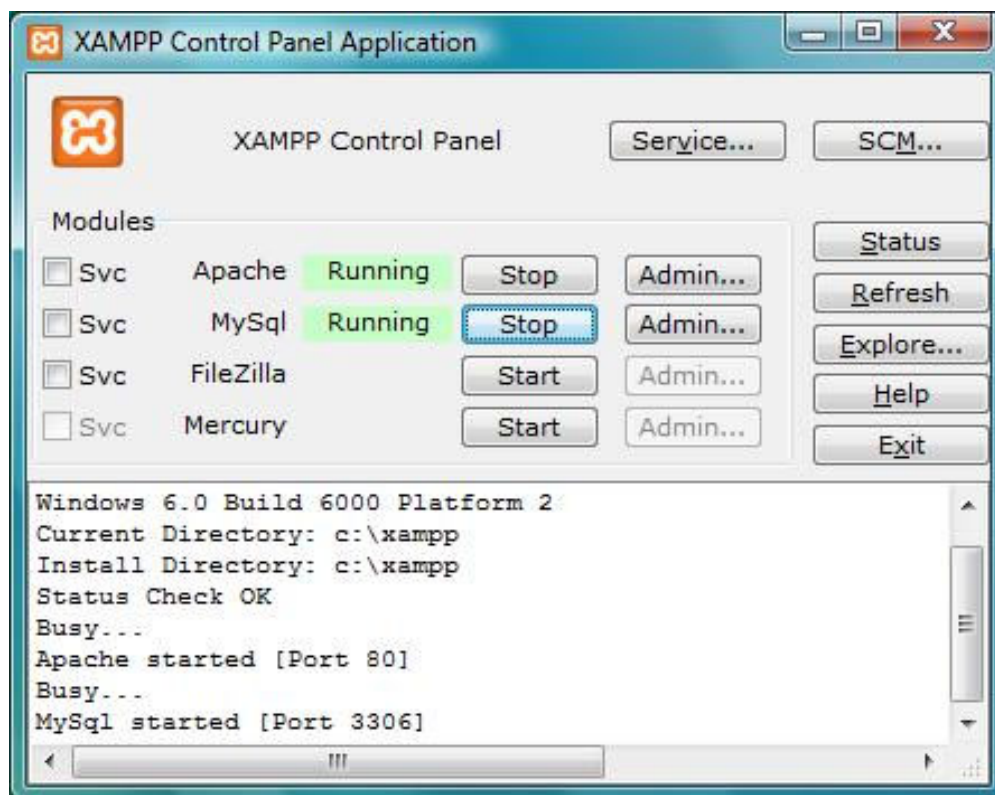 XAMPP Control Panel Application
XAMPP Control Panel Service... SCM...
Modules
Status
Svc Apache Running Stop Admin...
Refresh
Svc MySql Running Stop Admin...
Explore...
Svc FileZilla Start Admin...
Help
Svc Mercury Start Admin...
Exit
Windows 6.0 Build 6000 Platform 2
Current Directory: c:\xampp
Install Directory: c:\xampp
Status Check OK
Busy...
Apache started [Port 80]
Busy...
MySql started [Port 3306]